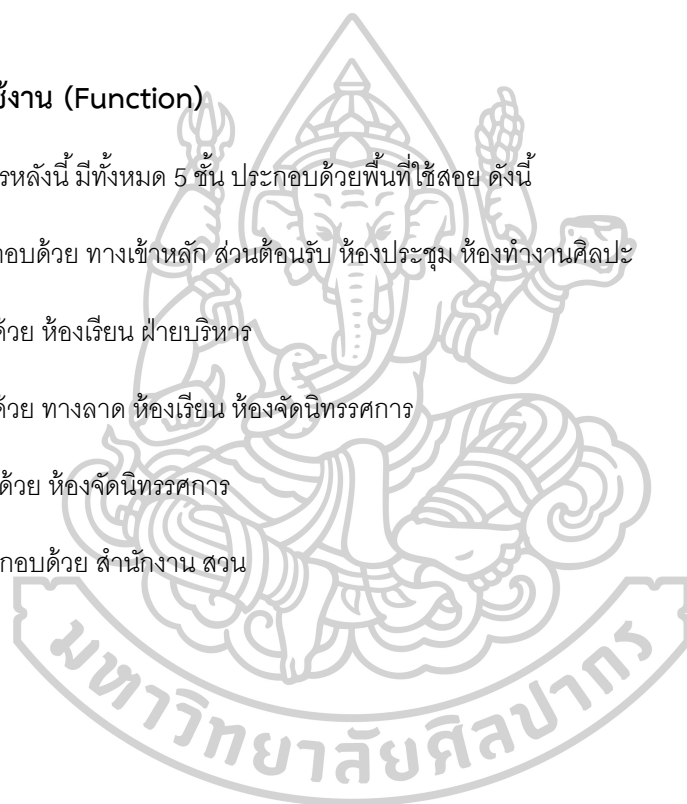 ช้งาน (Function)
รหลังนี้ มีทั้งหมด 5 ชั้น ประกอบด้วยพื้นที่ใช้สอย ดังนี้
กอบด้วย ทางเข้าหลัก ส่วนต้อนรับ ห้องประชุม ห้องทำงานศิลปะ
ด้วย ห้องเรียน ฝ่ายบริหาร
ด้วย ทางลาด ห้องเรียน ห้องจัดนิทรรศการ
ด้วย ห้องจัดนิทรรศการ
กอบด้วย สำนักงาน สวน
มหาวิทยาลัยศิลปากร